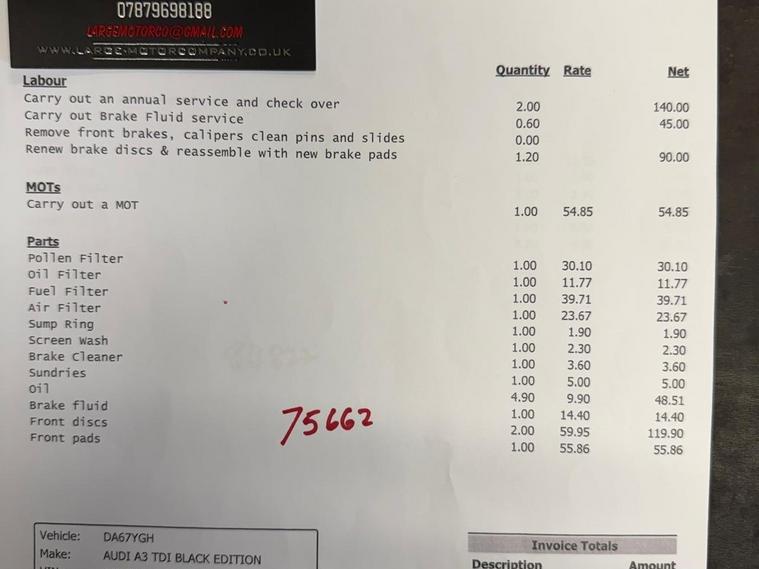 07879698188
LARGEMOTORCO@GMAIL.COM
WWW.LARGE-MOTORCOMPANY.CO.UK
Labour Quantity Rate Net
Carry out an annual service and check over 2.00 140.00
Carry out Brake Fluid service 0.60 45.00
Remove front brakes, calipers clean pins and slides 0.00
Renew brake discs & reassemble with new brake pads 1.20 90.00
MOTs
Carry out a MOT 1.00 54.85 54.85
Parts
Pollen Filter 1.00 30.10 30.10
Oil Filter 1.00 11.77 11.77
Fuel Filter 1.00 39.71 39.71
Air Filter 1.00 23.67 23.67
Sump Ring 1.00 1.90 1.90
Screen Wash 1.00 2.30 2.30
Brake Cleaner 1.00 3.60 3.60
Sundries 1.00 5.00 5.00
Oil 4.90 9.90 48.51
Brake fluid 1.00 14.40 14.40
Front discs 2.00 59.95 119.90
Front pads 1.00 55.86 55.86
75662
Vehicle: DA67YGH
Make: AUDI A3 TDI BLACK EDITION
Invoice Totals
Description Amount